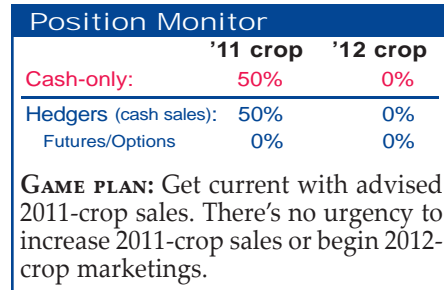 Position Monitor
’11 crop ’12 crop
Cash-only: 50% 0%
Hedgers (cash sales): 50% 0%
Futures/Options 0% 0%
GAME PLAN: Get current with advised
2011-crop sales. There’s no urgency to
increase 2011-crop sales or begin 2012-
crop marketings.